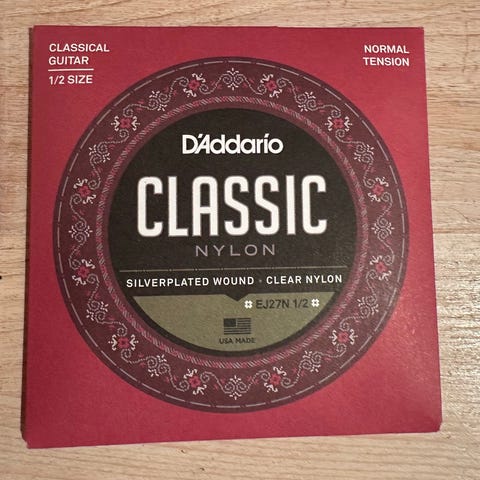 CLASSICAL
GUITAR
1/2 SIZE
NORMAL
TENSION
D'Addario
CLASSIC
NYLON
SILVERPLATED WOUND • CLEAR NYLON
EJ27N 1/2
USA MADE